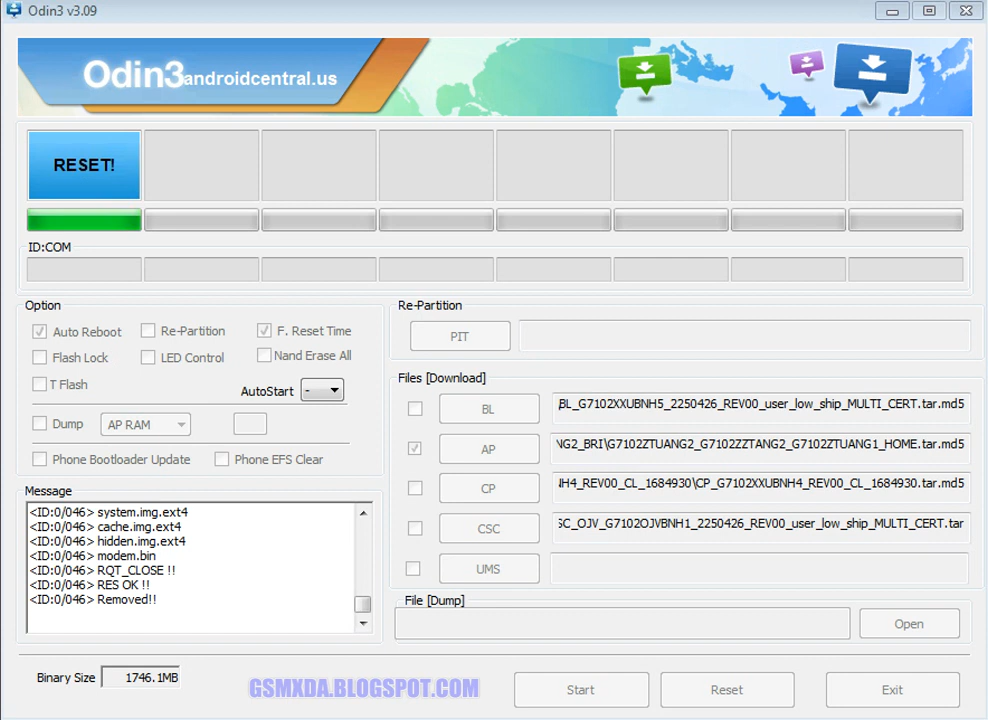 Odin3 v3.09
Odin3androidcentral.us
RESET!
ID:COM
Option
Auto Reboot
Re-Partition
F. Reset Time
Flash Lock
LED Control
Nand Erase All
T Flash
AutoStart
-
Dump
AP RAM
Phone Bootloader Update
Phone EFS Clear
Message
<ID:0/046> system.img.ext4
<ID:0/046> cache.img.ext4
<ID:0/046> hidden.img.ext4
<ID:0/046> modem.bin
<ID:0/046> RQT_CLOSE !!
<ID:0/046> RES OK !!
<ID:0/046> Removed!!
Re-Partition
PIT
Files [Download]
BL
BL_G7102XXUBNH5_2250426_REV00_user_low_ship_MULTI_CERT.tar.md5
AP
NG2_BRI\G7102ZTUANG2_G7102ZZTANG2_G7102ZTUANG1_HOME.tar.md5
CP
NH4_REV00_CL_1684930\CP_G7102XXUBNH4_REV00_CL_1684930.tar.md5
CSC
SC_OJV_G7102OJVBNH1_2250426_REV00_user_low_ship_MULTI_CERT.tar
UMS
File [Dump]
Open
Binary Size
1746.1MB
GSMXDA.BLOGSPOT.COM
Start
Reset
Exit